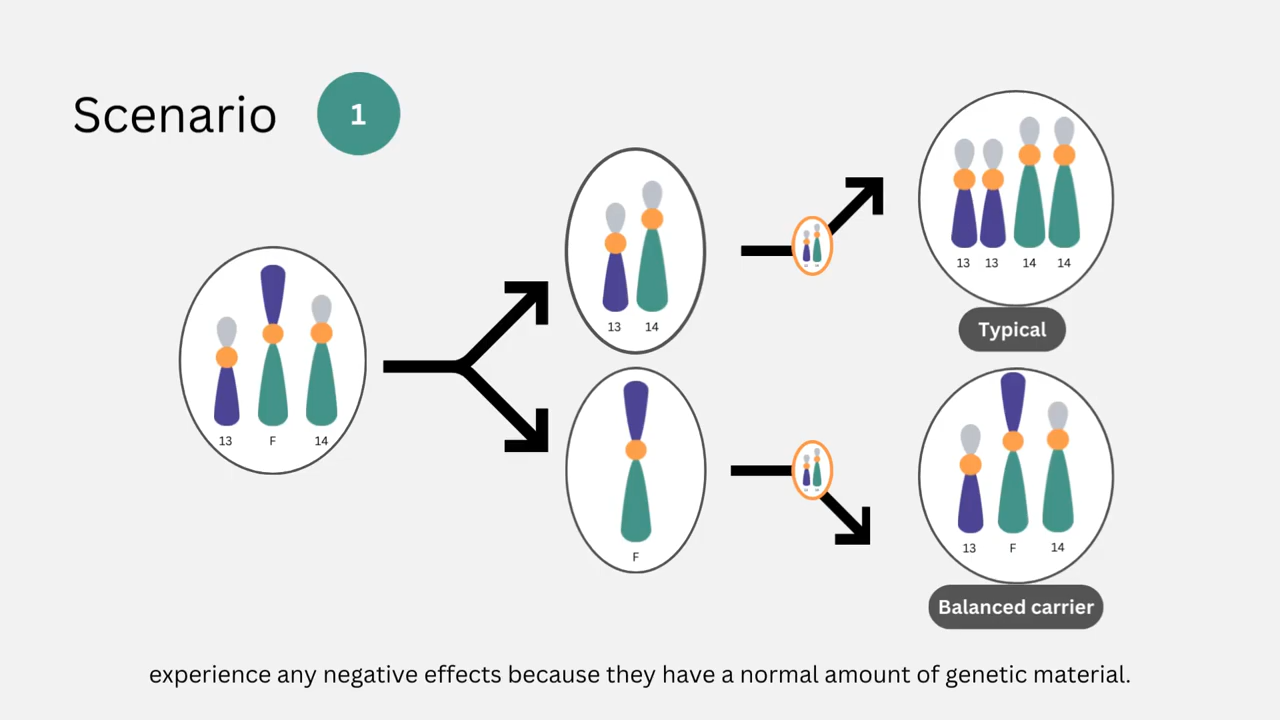 Scenario 1
13 F 14
13 14
F
13 13 14 14
Typical
13 F 14
Balanced carrier
experience any negative effects because they have a normal amount of genetic material.